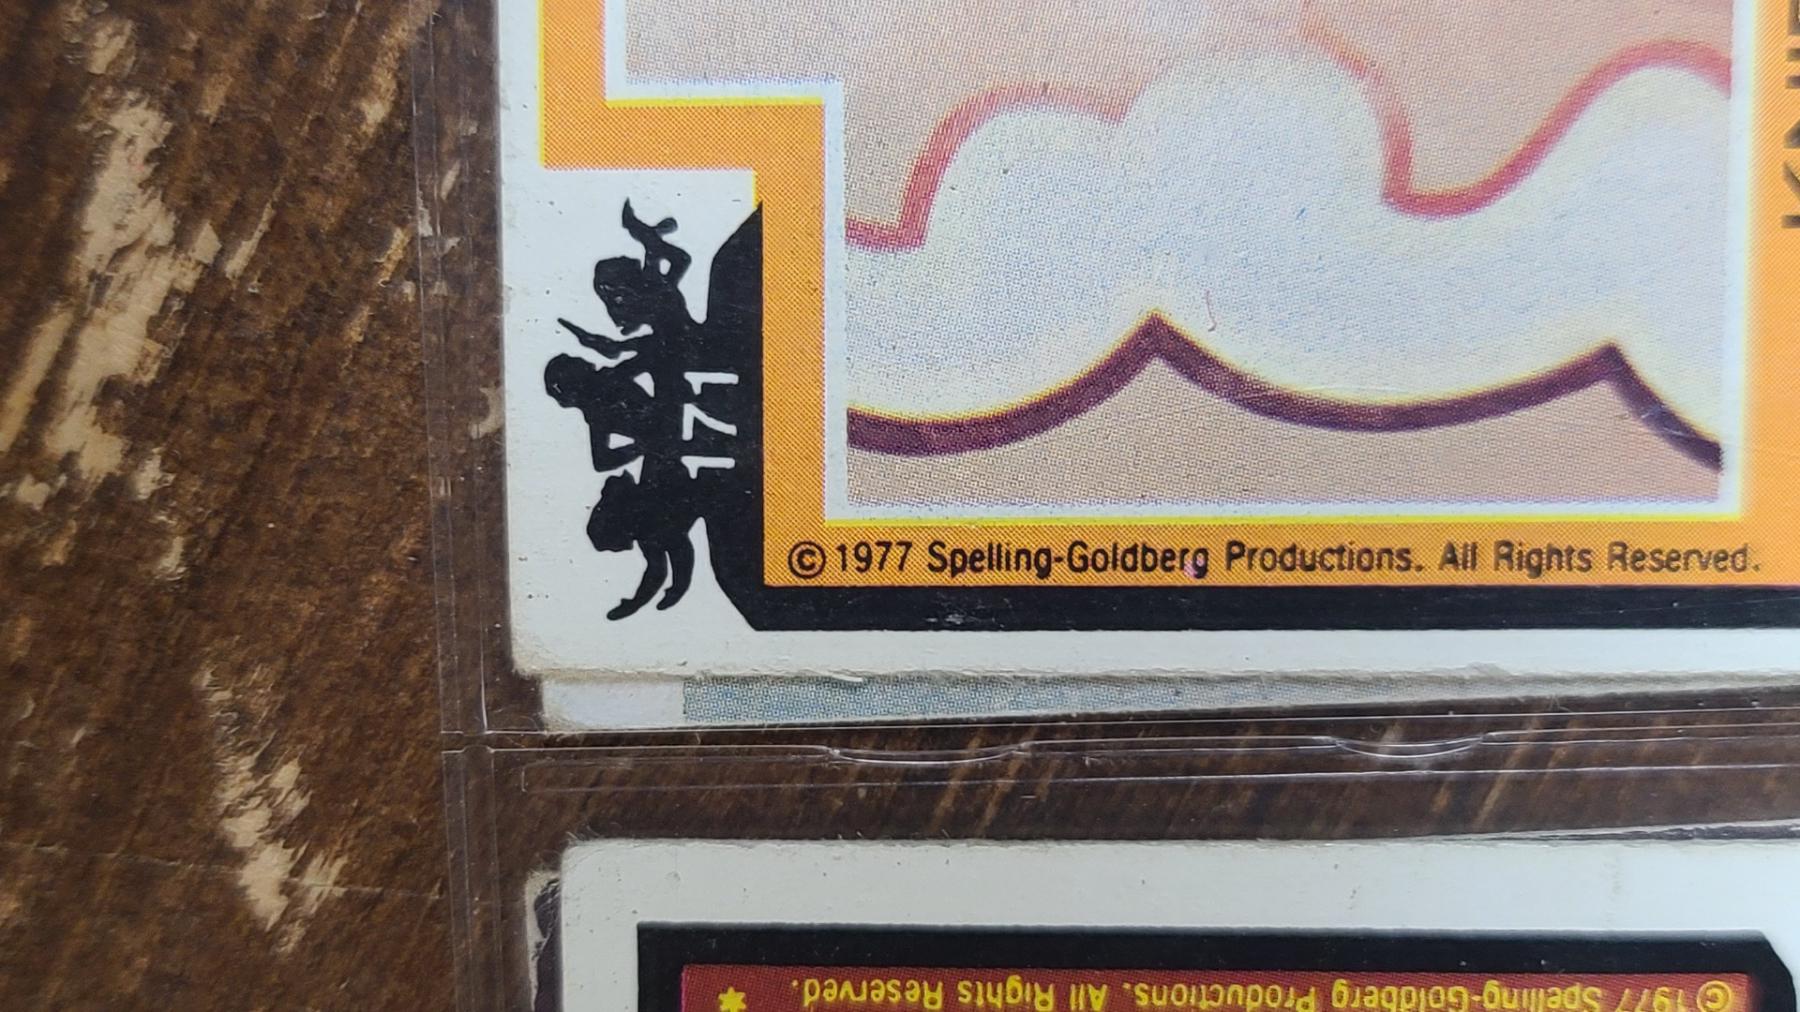 171
© 1977 Spelling-Goldberg Productions. All Rights Reserved.
© 1977 Spelling-Goldberg Productions. All Rights Reserved. *